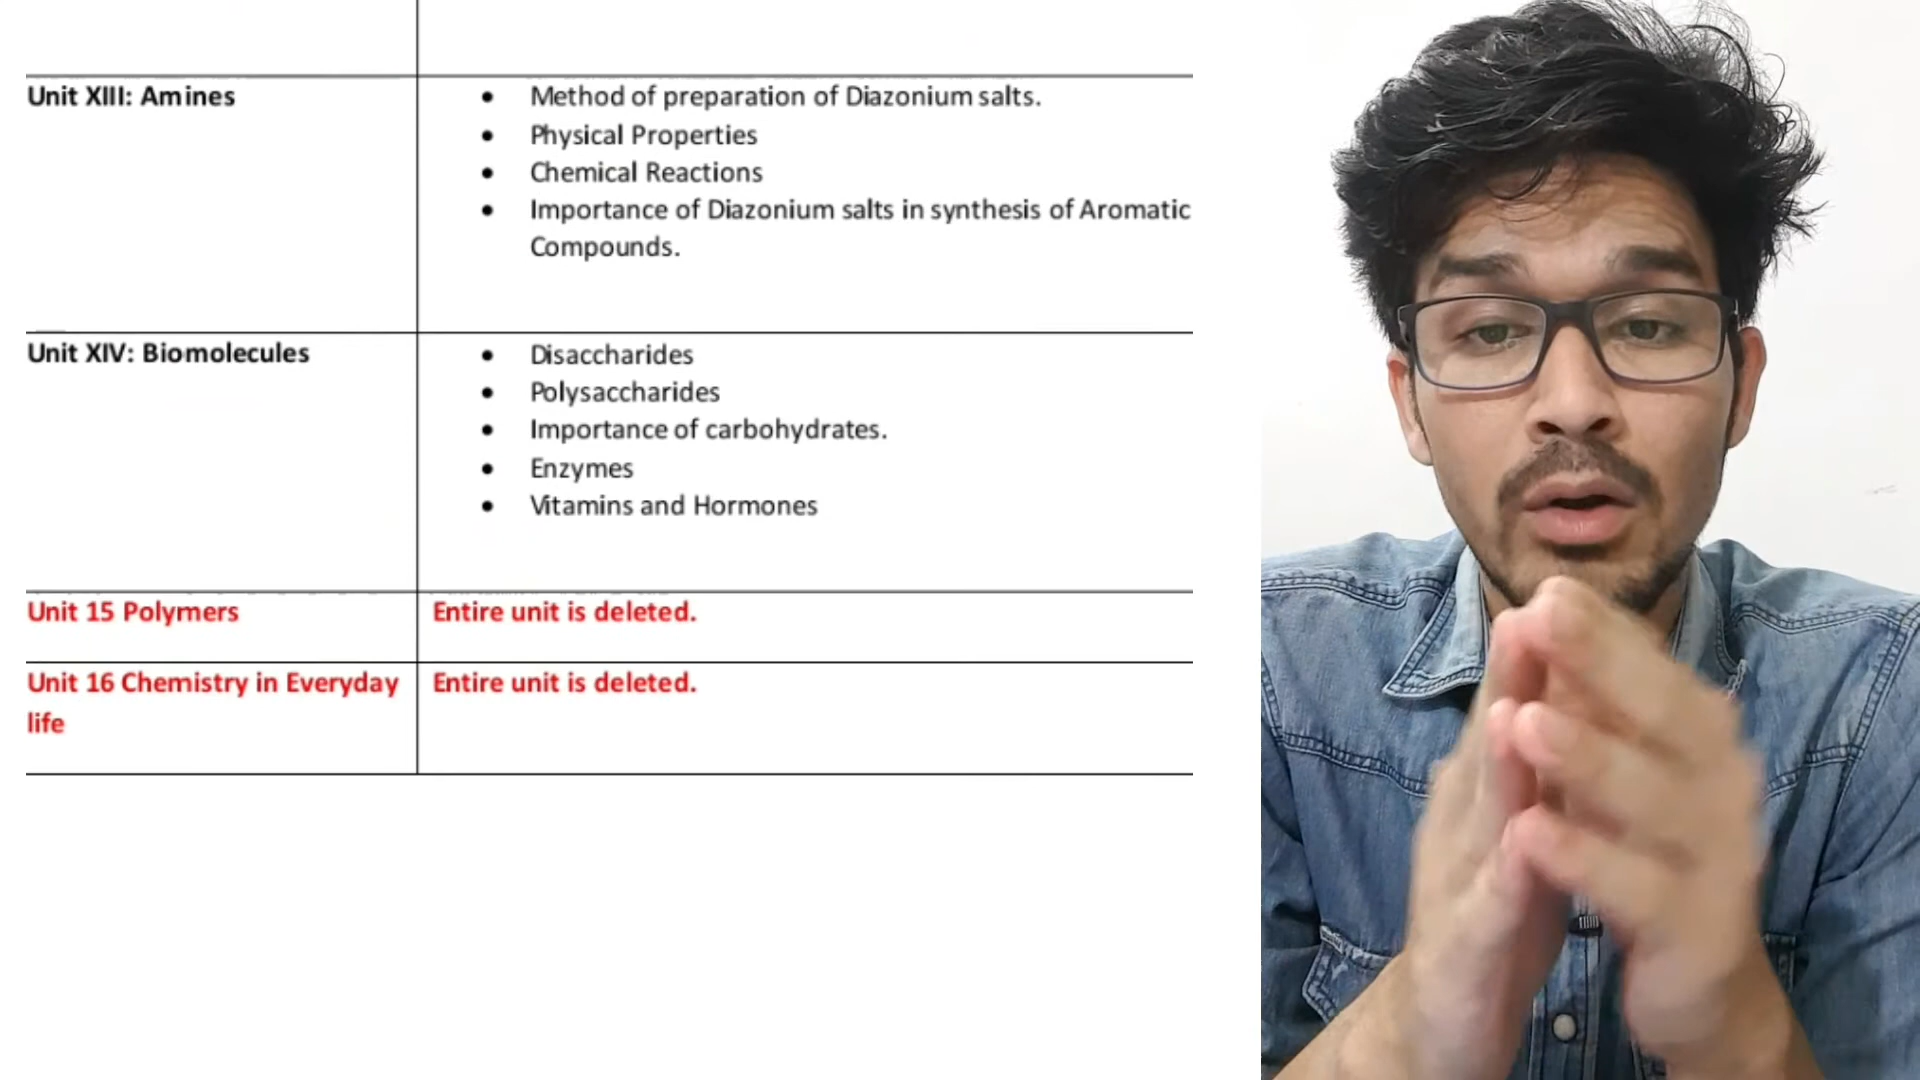 Unit XIII: Amines
• Method of preparation of Diazonium salts.
• Physical Properties
• Chemical Reactions
• Importance of Diazonium salts in synthesis of Aromatic
Compounds.
Unit XIV: Biomolecules
• Disaccharides
• Polysaccharides
• Importance of carbohydrates.
• Enzymes
• Vitamins and Hormones
Unit 15 Polymers
Entire unit is deleted.
Unit 16 Chemistry in Everyday
life
Entire unit is deleted.